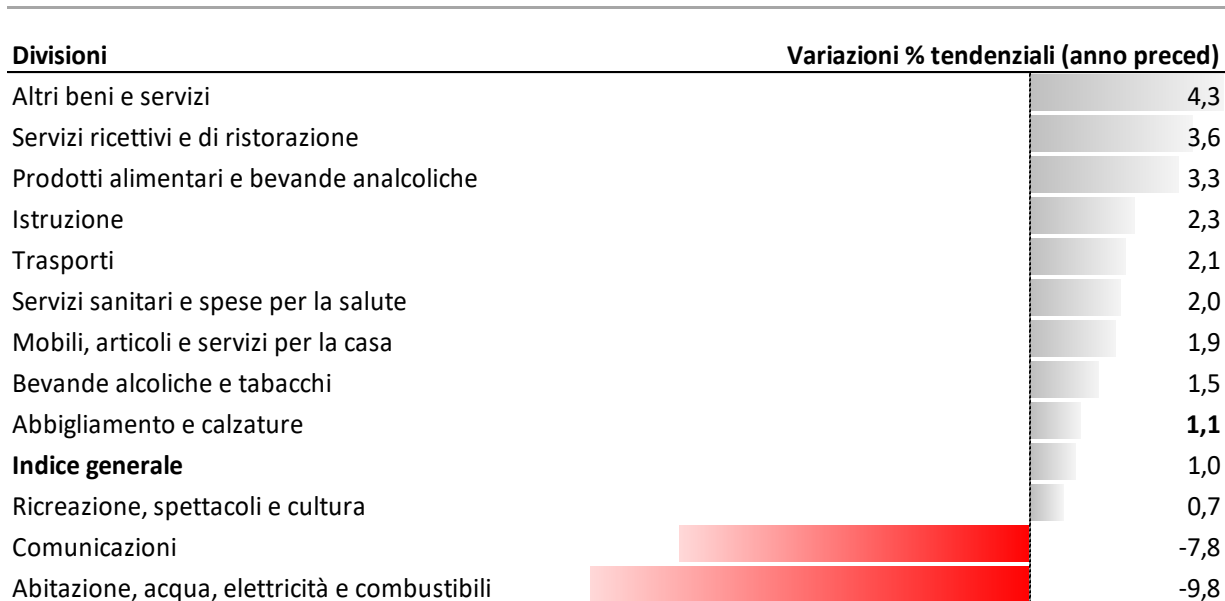 Divisioni Variazioni % tendenziali (anno preced)
Altri beni e servizi 4,3
Servizi ricettivi e di ristorazione 3,6
Prodotti alimentari e bevande analcoliche 3,3
Istruzione 2,3
Trasporti 2,1
Servizi sanitari e spese per la salute 2,0
Mobili, articoli e servizi per la casa 1,9
Bevande alcoliche e tabacchi 1,5
Abbigliamento e calzature 1,1
Indice generale 1,0
Ricreazione, spettacoli e cultura 0,7
Comunicazioni -7,8
Abitazione, acqua, elettricità e combustibili -9,8